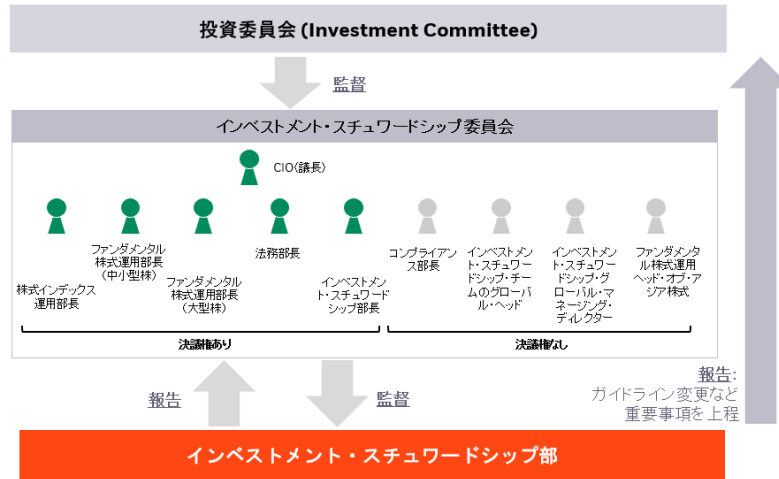 投資委員会 (Investment Committee)
監督
インベストメント・スチュワードシップ委員会
CIO(議長)
株式インデックス
運用部長
ファンダメンタル
株式運用部長
(中小型株)
ファンダメンタル
株式運用部長
(大型株)
法務部長
インベストメン
ト・スチュワード
シップ部長
コンプライアン
ス部長
インベストメン
ト・スチュワー
ドシップ・チー
ムのグローバ
ル・ヘッド
インベストメン
ト・スチュワー
ドシップ・グ
ローバル・マ
ネージング・
ディレクター
ファンダメンタ
ル株式運用
ヘッド・オブ・ア
ジア株式
決議権あり
決議権なし
報告
監督
報告:
ガイドライン変更など
重要事項を上程
インベストメント・スチュワードシップ部